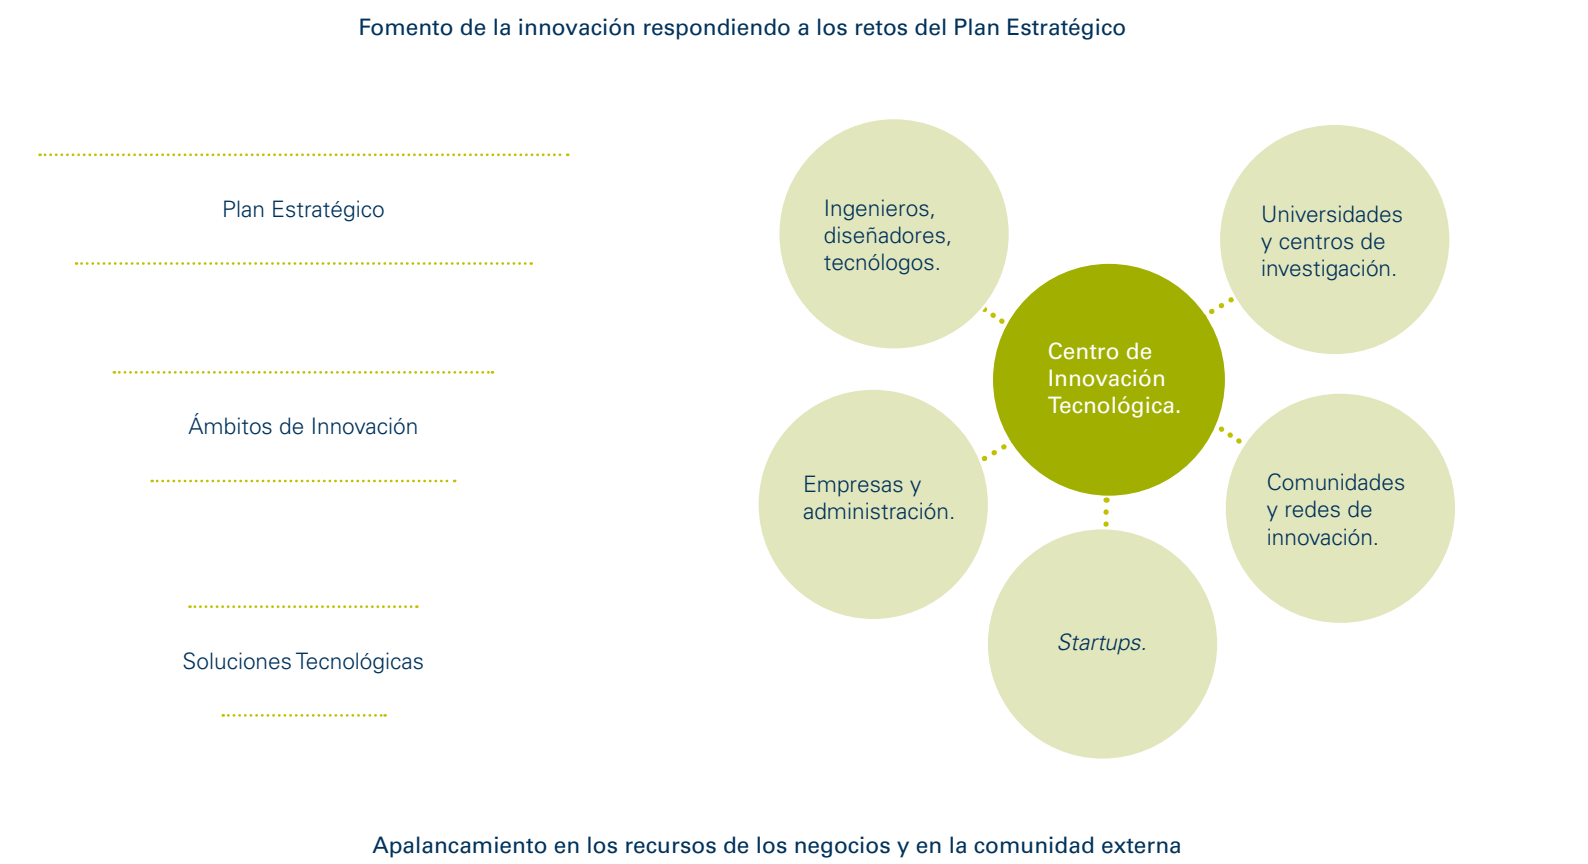 Fomento de la innovación respondiendo a los retos del Plan Estratégico
Plan Estratégico
Ámbitos de Innovación
Soluciones Tecnológicas
Ingenieros,
diseñadores,
tecnólogos.
Universidades
y centros de
investigación.
Centro de
Innovación
Tecnológica.
Empresas y
administración.
Comunidades
y redes de
innovación.
Startups.
Apalancamiento en los recursos de los negocios y en la comunidad externa